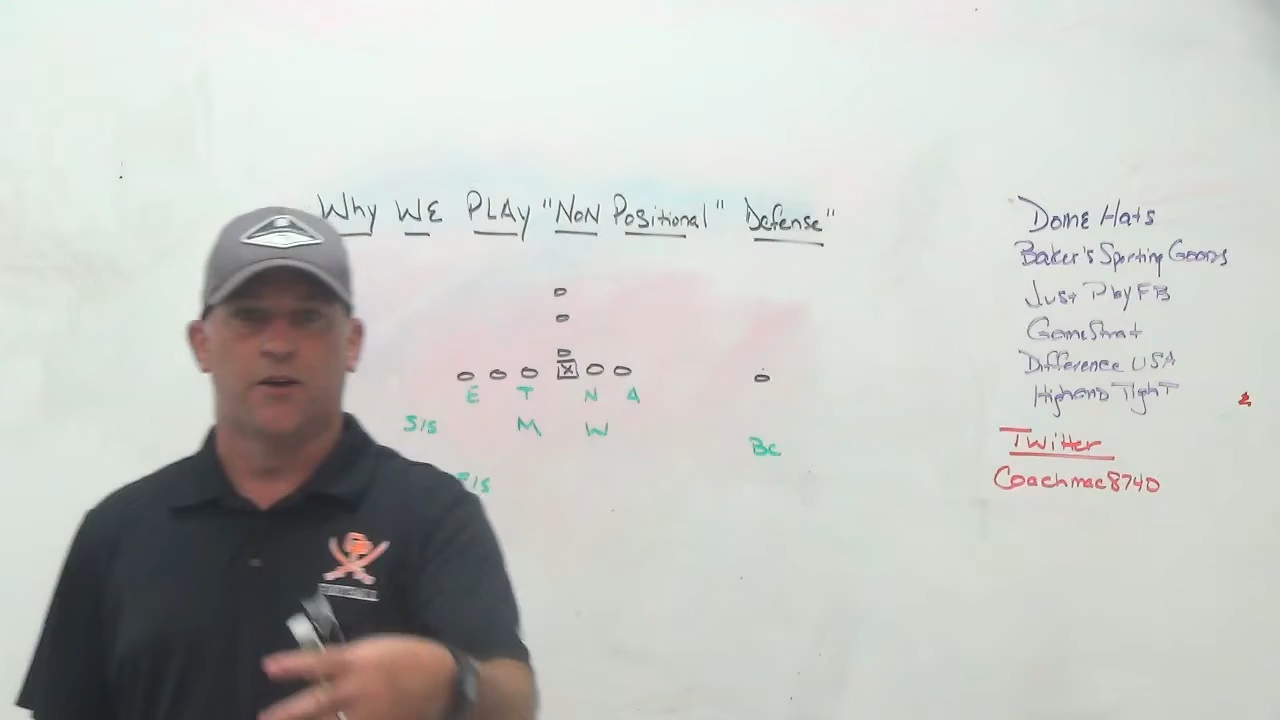 Why WE PLAY "NoN Positional" Defense"
X
E T N A
S/s M W
Bc
F/s
Dome Hats
Baker's Sporting Goods
Just Play FB
GameStrat
Difference USA
High and Tight
Twitter
Coachmac8740